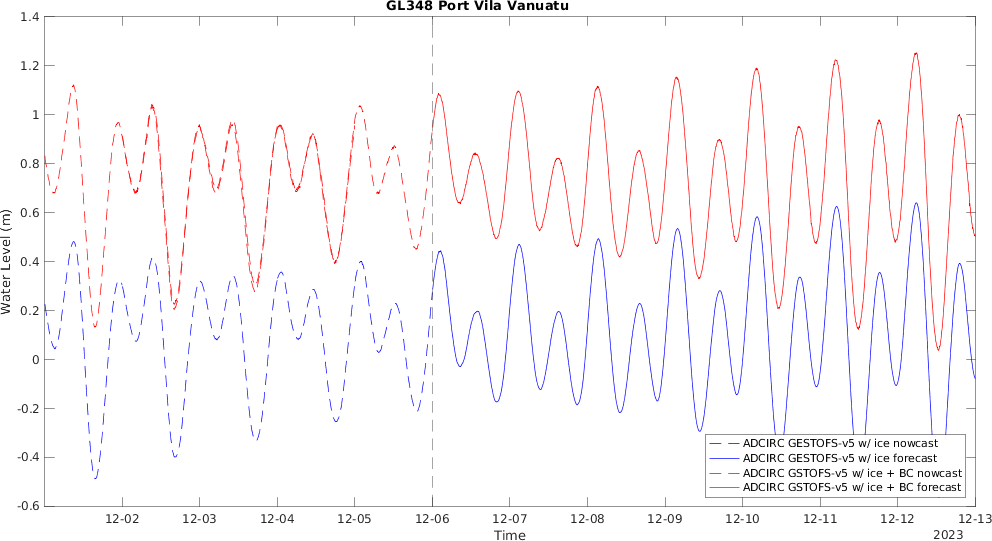 GL348 Port Vila Vanuatu
1.4
1.2
1
0.8
0.6
0.4
0.2
0
-0.2
-0.4
-0.6
Water Level (m)
ADCIRC GESTOFS-v5 w/ ice nowcast
ADCIRC GESTOFS-v5 w/ ice forecast
ADCIRC GSTOFS-v5 w/ ice + BC nowcast
ADCIRC GSTOFS-v5 w/ ice + BC forecast
12-02 12-03 12-04 12-05 12-06 12-07 12-08 12-09 12-10 12-11 12-12 12-13
Time
2023